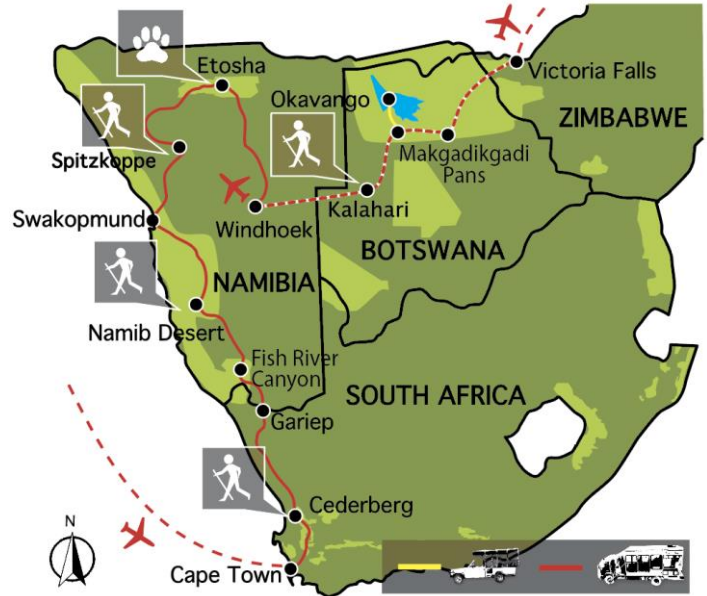 Etosha
Victoria Falls
Okavango
ZIMBABWE
Makgadikgadi
Pans
Spitzkoppe
Kalahari
Windhoek
Swakopmund
BOTSWANA
NAMIBIA
Namib Desert
Fish River
Canyon
SOUTH AFRICA
Gariep
Cederberg
N
Cape Town